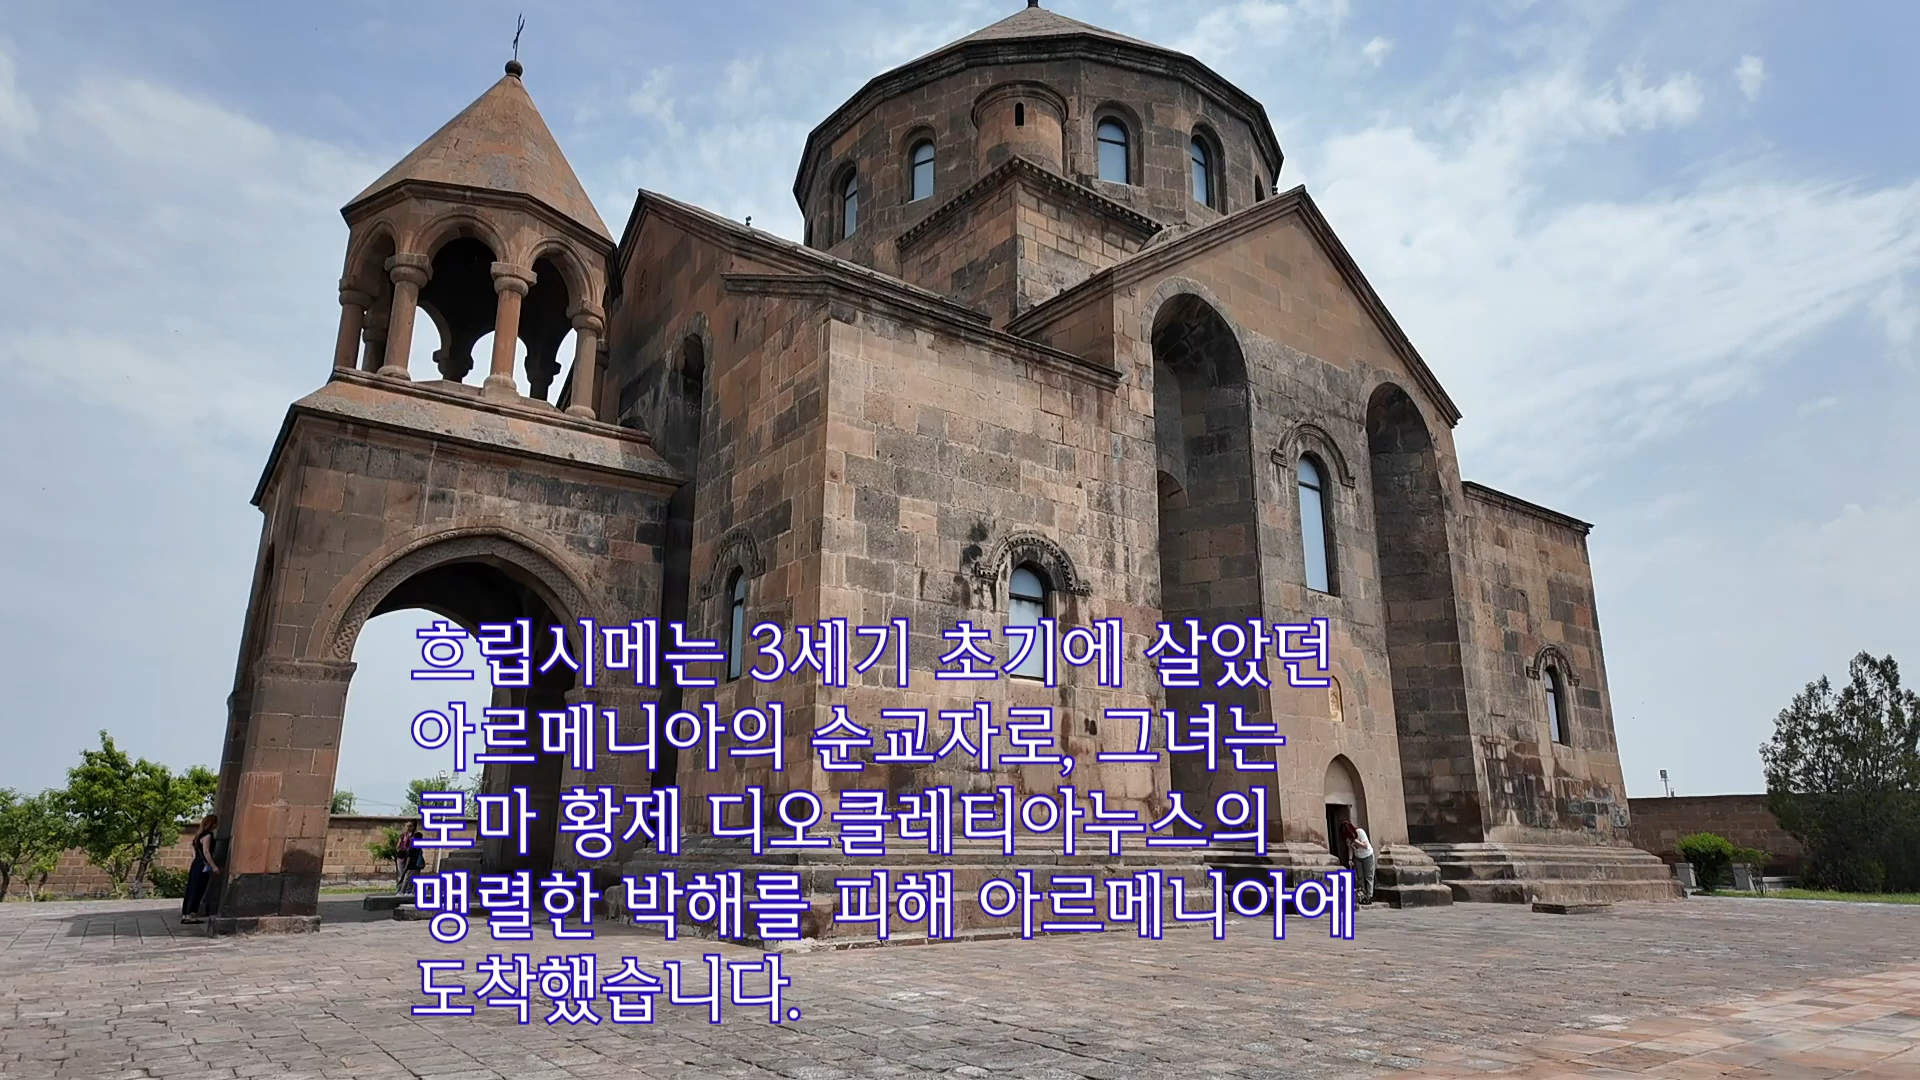 흐립시메는 3세기 초기에 살았던
아르메니아의 순교자로, 그녀는
로마 황제 디오클레티아누스의
맹렬한 박해를 피해 아르메니아에
도착했습니다.